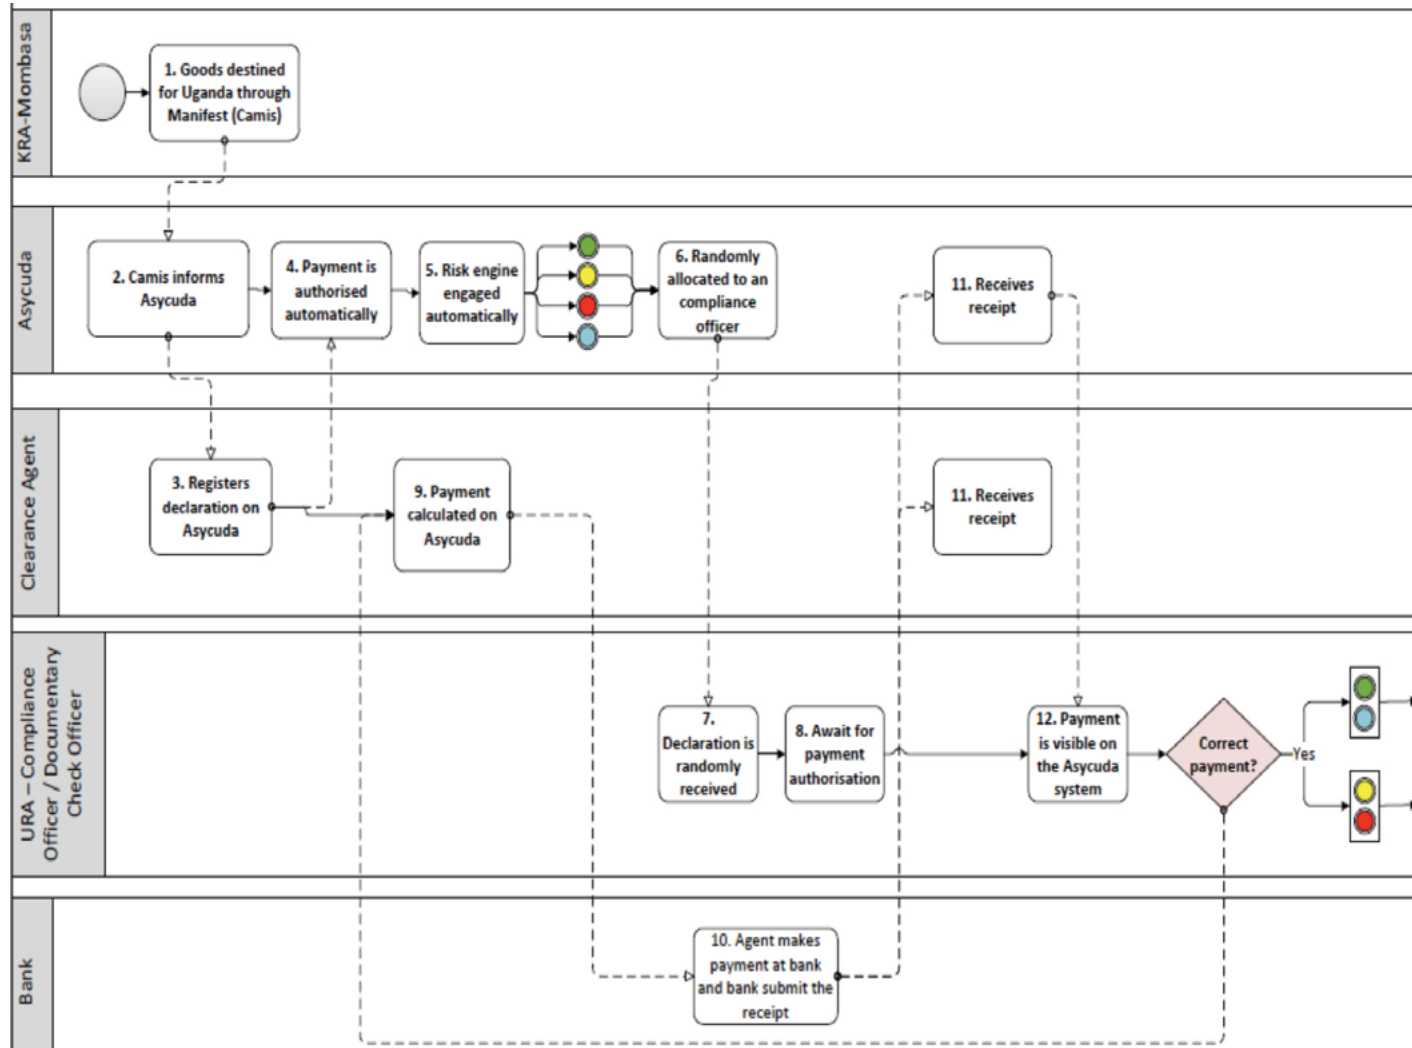 KRA-Mombasa
1. Goods destined
for Uganda through
Manifest (Camis)
Asycuda
2. Camis informs
Asycuda
4. Payment is
authorised
automatically
5. Risk engine
engaged
automatically
6. Randomly
allocated to an
compliance
officer
11. Receives
receipt
Clearance Agent
3. Registers
declaration on
Asycuda
9. Payment
calculated on
Asycuda
11. Receives
receipt
URA – Compliance
Officer / Documentary
Check Officer
7.
Declaration is
randomly
received
8. Await for
payment
authorisation
12. Payment
is visible on
the Asycuda
system
Correct
payment?
Yes
Bank
10. Agent makes
payment at bank
and bank submit the
receipt